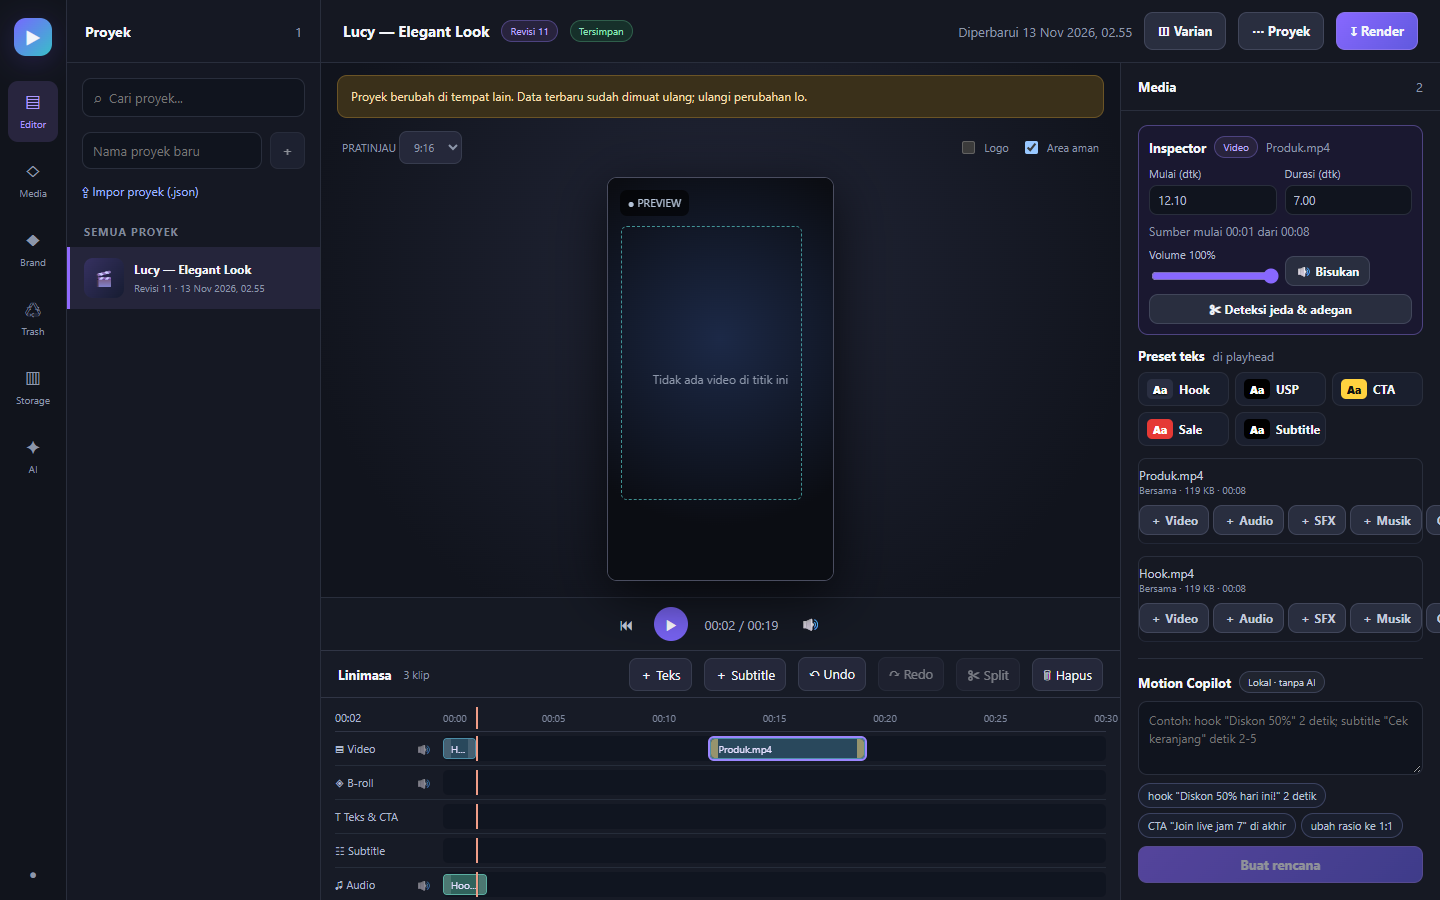 Editor
Media
Brand
Trash
Storage
AI
Proyek 1
Cari proyek...
Nama proyek baru
+
Impor proyek (.json)
SEMUA PROYEK
Lucy — Elegant Look
Revisi 11 · 13 Nov 2026, 02.55
Lucy — Elegant Look Revisi 11 Tersimpan Diperbarui 13 Nov 2026, 02.55 Varian ··· Proyek Render
Proyek berubah di tempat lain. Data terbaru sudah dimuat ulang; ulangi perubahan lo.
PRATINJAU 9:16 Logo Area aman
● PREVIEW
Tidak ada video di titik ini
00:02 / 00:19
Linimasa 3 klip + Teks + Subtitle Undo Redo Split Hapus
00:02 00:00 00:05 00:10 00:15 00:20 00:25 00:30
Video H... Produk.mp4
B-roll
T Teks & CTA
Subtitle
Audio Hoo...
Media 2
Inspector Video Produk.mp4
Mulai (dtk) Durasi (dtk)
12.10 7.00
Sumber mulai 00:01 dari 00:08
Volume 100%
Bisukan
Deteksi jeda & adegan
Preset teks di playhead
Aa Hook Aa USP Aa CTA
Aa Sale Aa Subtitle
Produk.mp4
Bersama · 119 KB · 00:08
+ Video + Audio + SFX + Musik
Hook.mp4
Bersama · 119 KB · 00:08
+ Video + Audio + SFX + Musik
Motion Copilot Lokal · tanpa AI
Contoh: hook "Diskon 50%" 2 detik; subtitle "Cek
keranjang" detik 2-5
hook "Diskon 50% hari ini!" 2 detik
CTA "Join live jam 7" di akhir ubah rasio ke 1:1
Buat rencana